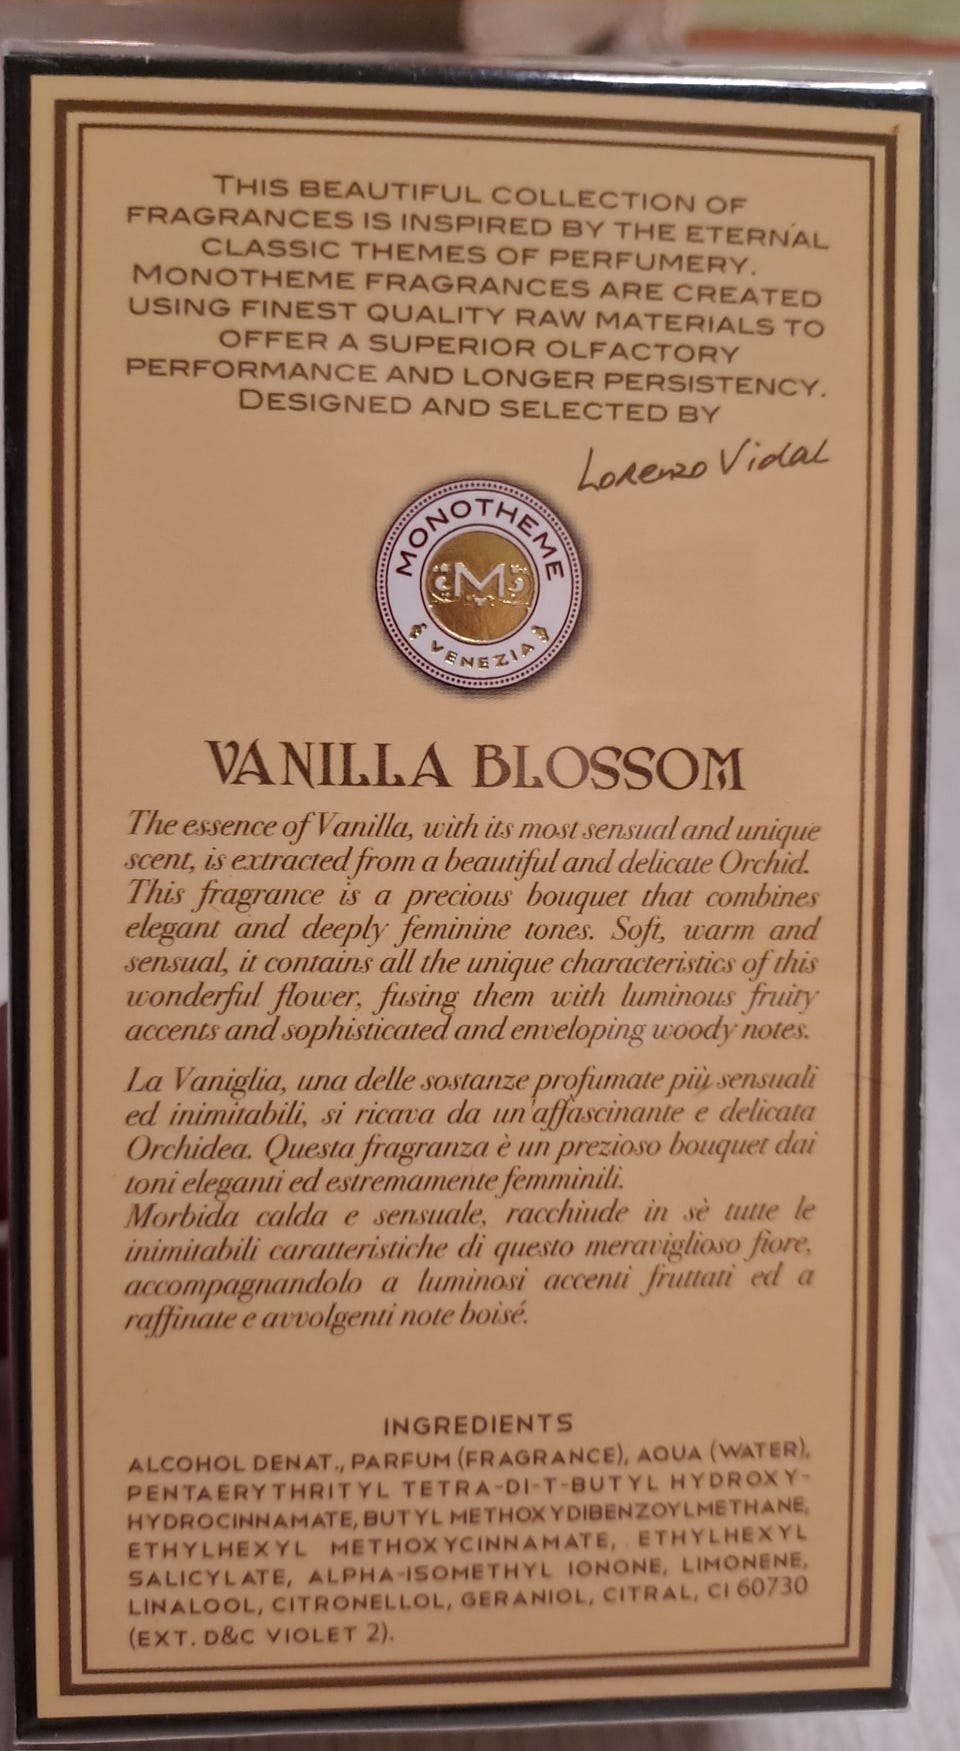 THIS BEAUTIFUL COLLECTION OF
FRAGRANCES IS INSPIRED BY THE ETERNAL
CLASSIC THEMES OF PERFUMERY.
MONOTHEME FRAGRANCES ARE CREATED
USING FINEST QUALITY RAW MATERIALS TO
OFFER A SUPERIOR OLFACTORY
PERFORMANCE AND LONGER PERSISTENCY.
DESIGNED AND SELECTED BY
Lorenzo Vidal
MONOTHEME
M
VENEZIA
VANILLA BLOSSOM
The essence of Vanilla, with its most sensual and unique
scent, is extracted from a beautiful and delicate Orchid.
This fragrance is a precious bouquet that combines
elegant and deeply feminine tones. Soft, warm and
sensual, it contains all the unique characteristics of this
wonderful flower, fusing them with luminous fruity
accents and sophisticated and enveloping woody notes.
La Vaniglia, una delle sostanze profumate più sensuali
ed inimitabili, si ricava da un'affascinante e delicata
Orchidea. Questa fragranza è un prezioso bouquet dai
toni eleganti ed estremamente femminili.
Morbida calda e sensuale, racchiude in sè tutte le
inimitabili caratteristiche di questo meraviglioso fiore,
accompagnandolo a luminosi accenti fruttati ed a
raffinate e avvolgenti note boisé.
INGREDIENTS
ALCOHOL DENAT., PARFUM (FRAGRANCE), AQUA (WATER),
PENTAERYTHRITYL TETRA-DI-T-BUTYL HYDROXY-
HYDROCINNAMATE, BUTYL METHOXYDIBENZOYLMETHANE,
ETHYLHEXYL METHOXYCINNAMATE, ETHYLHEXYL
SALICYLATE, ALPHA-ISOMETHYL IONONE, LIMONENE,
LINALOOL, CITRONELLOL, GERANIOL, CITRAL, CI 60730
(EXT. D&C VIOLET 2).